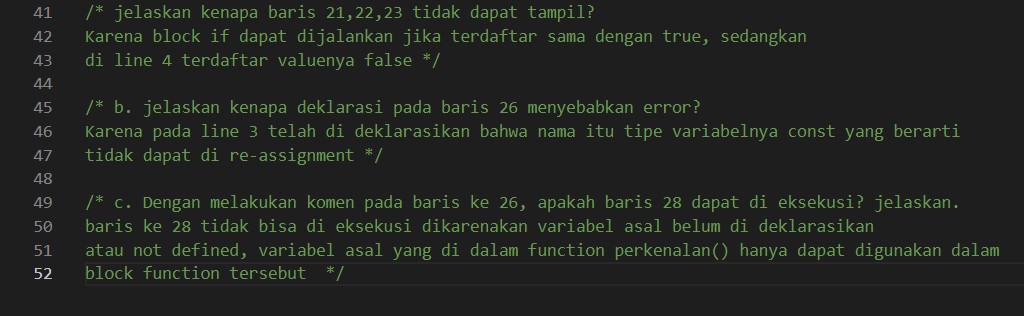 41 /* jelaskan kenapa baris 21,22,23 tidak dapat tampil?
42 Karena block if dapat dijalankan jika terdaftar sama dengan true, sedangkan
43 di line 4 terdaftar valuenya false */
44
45 /* b. jelaskan kenapa deklarasi pada baris 26 menyebabkan error?
46 Karena pada line 3 telah di deklarasikan bahwa nama itu tipe variabelnya const yang berarti
47 tidak dapat di re-assignment */
48
49 /* c. Dengan melakukan komen pada baris ke 26, apakah baris 28 dapat di eksekusi? jelaskan.
50 baris ke 28 tidak bisa di eksekusi dikarenakan variabel asal belum di deklarasikan
51 atau not defined, variabel asal yang di dalam function perkenalan() hanya dapat digunakan dalam
52 block function tersebut */